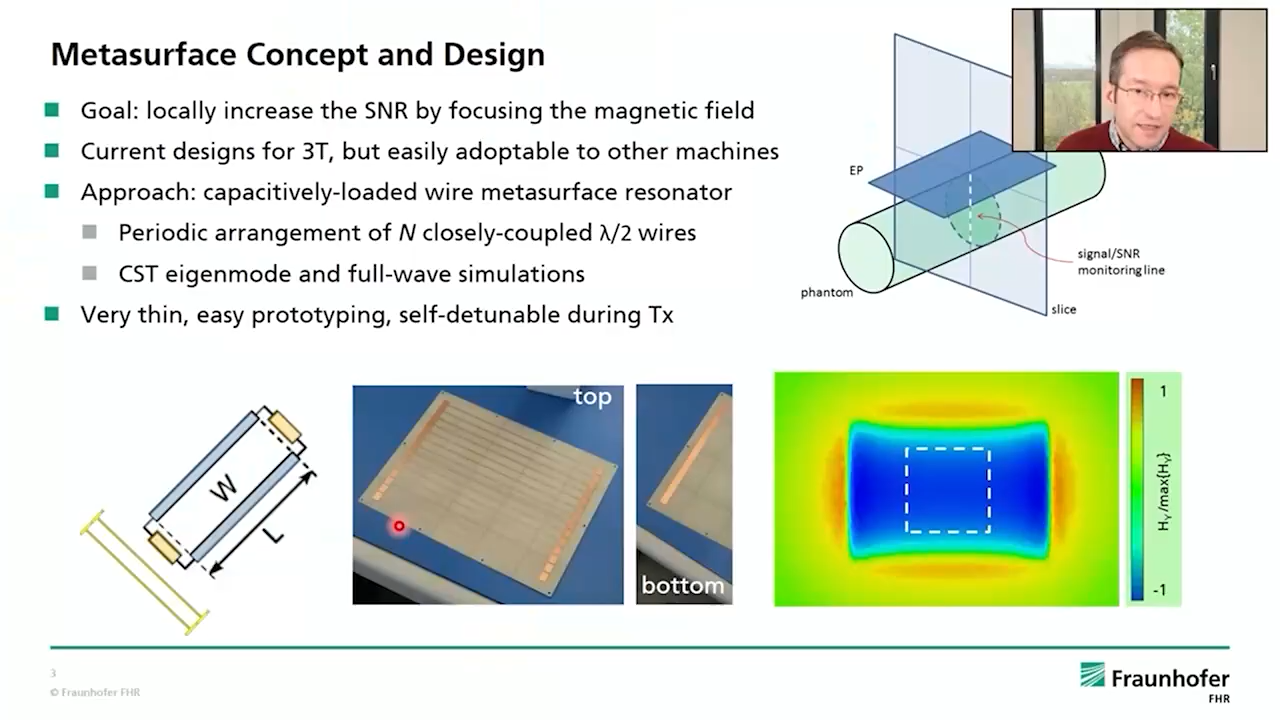 Metasurface Concept and Design
Goal: locally increase the SNR by focusing the magnetic field
Current designs for 3T, but easily adoptable to other machines
Approach: capacitively-loaded wire metasurface resonator
Periodic arrangement of N closely-coupled λ/2 wires
CST eigenmode and full-wave simulations
Very thin, easy prototyping, self-detunable during Tx
EP
signal/SNR
monitoring line
phantom
slice
W
L
top
bottom
1
Hγ/max{Hγ}
-1
3
© Fraunhofer FHR
Fraunhofer
FHR